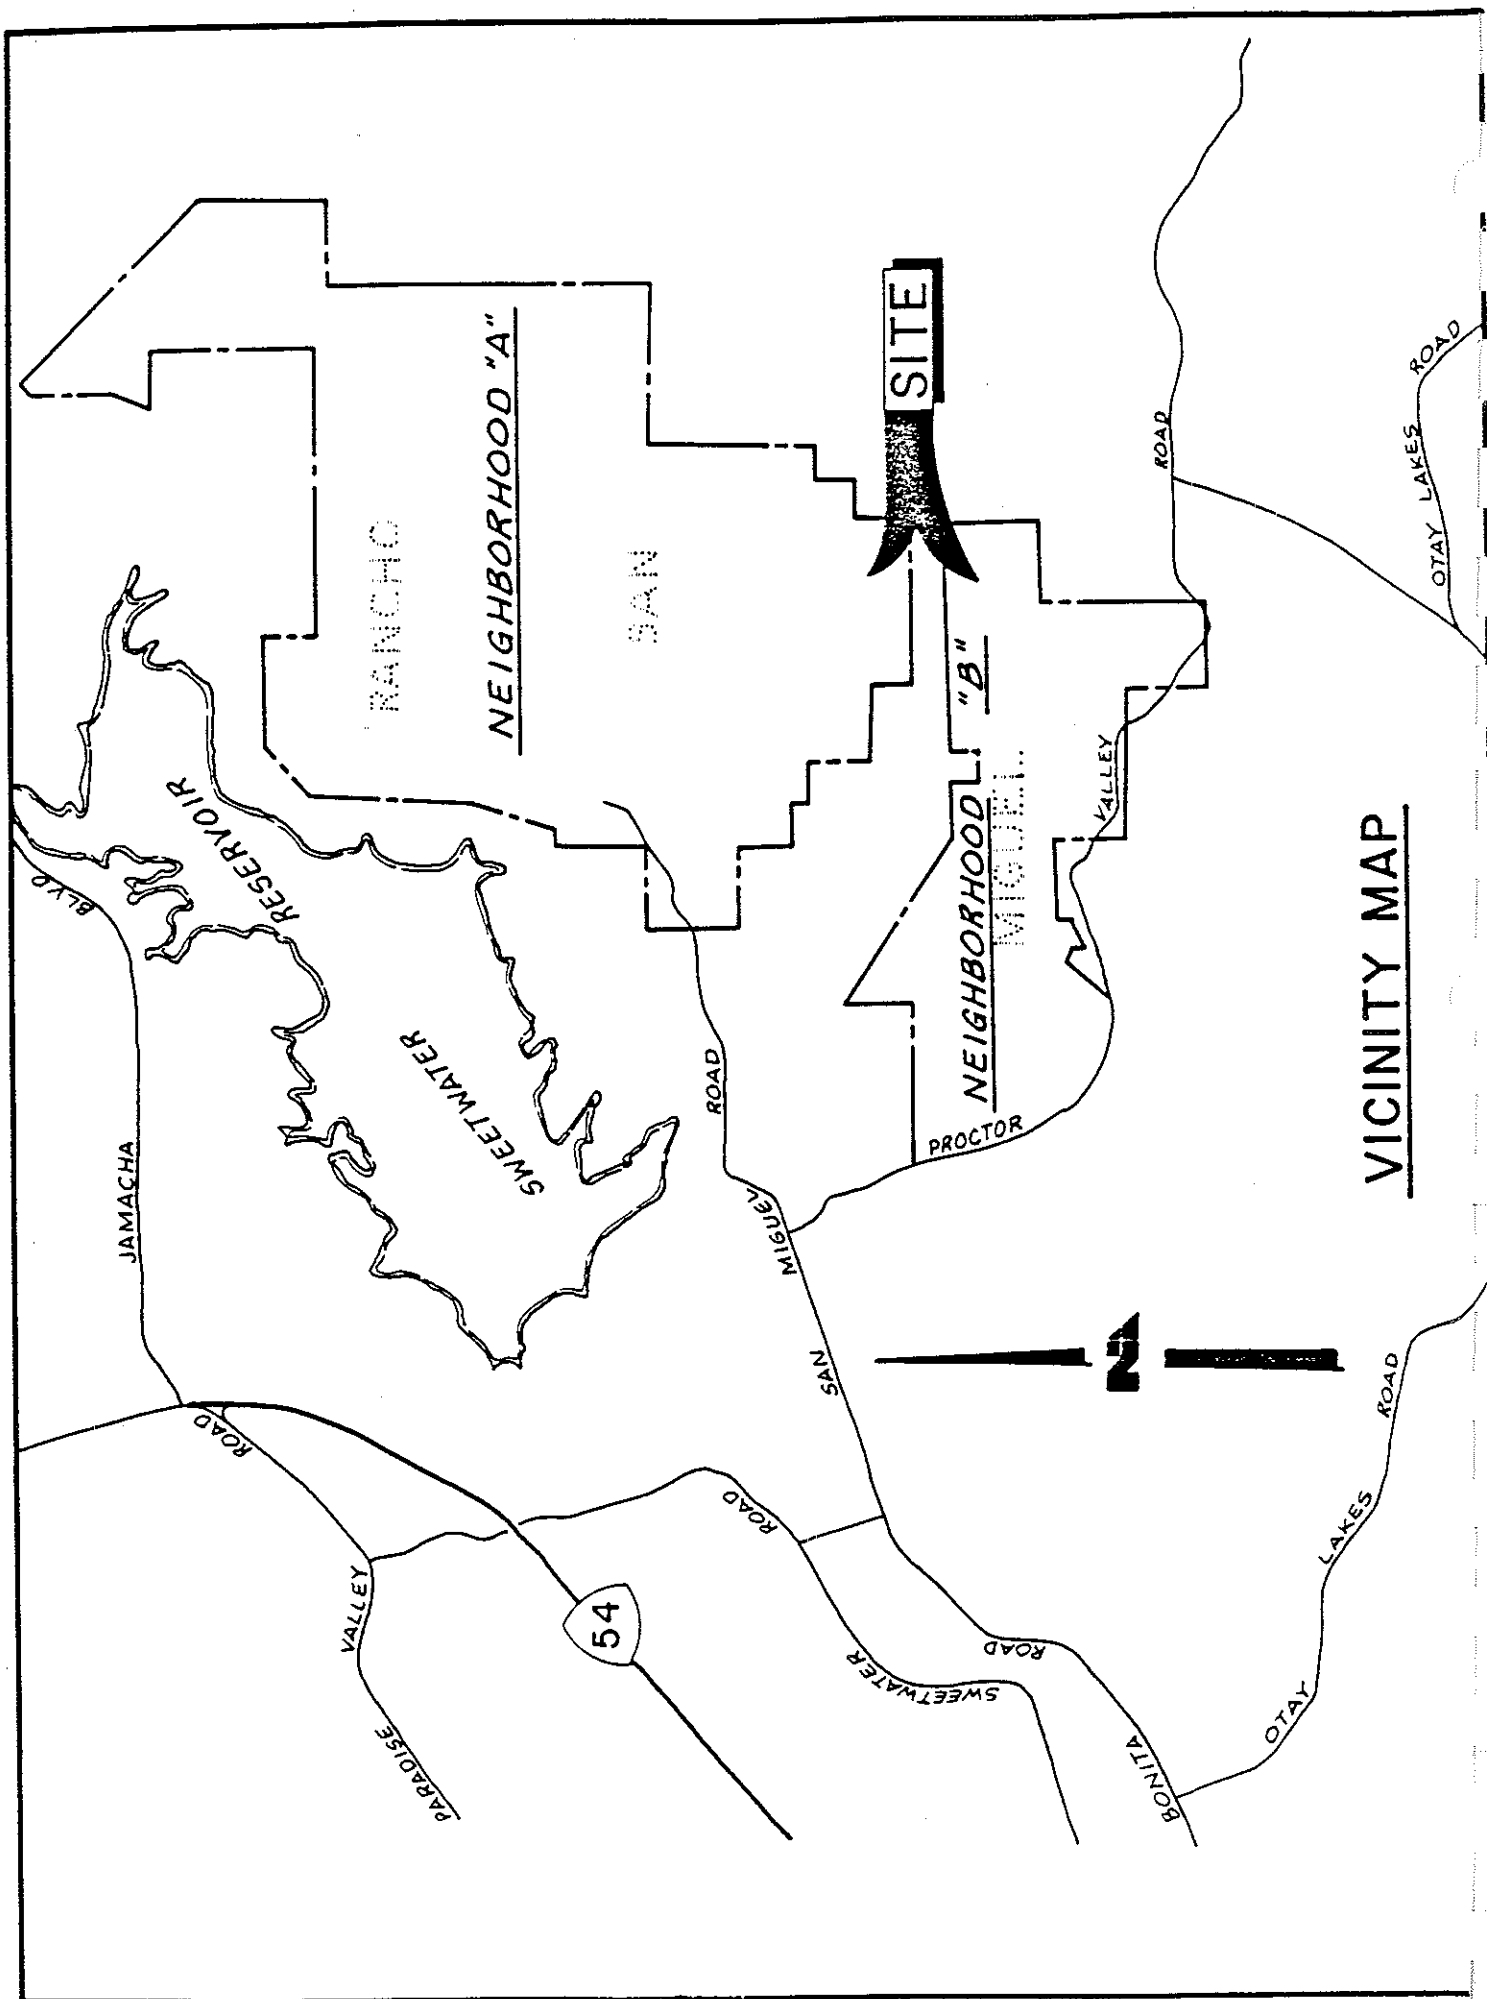 JAMACHA
BLVD
SWEETWATER
RESERVOIR
RANCHO
NEIGHBORHOOD "A"
SAN
SITE
NEIGHBORHOOD "B"
MIGUEL
PARADISE
VALLEY
ROAD
54
SWEETWATER
ROAD
BONITA
ROAD
SAN
MIGUEL
ROAD
PROCTOR
VALLEY
ROAD
OTAY
LAKES
ROAD
OTAY LAKES ROAD
N
VICINITY MAP